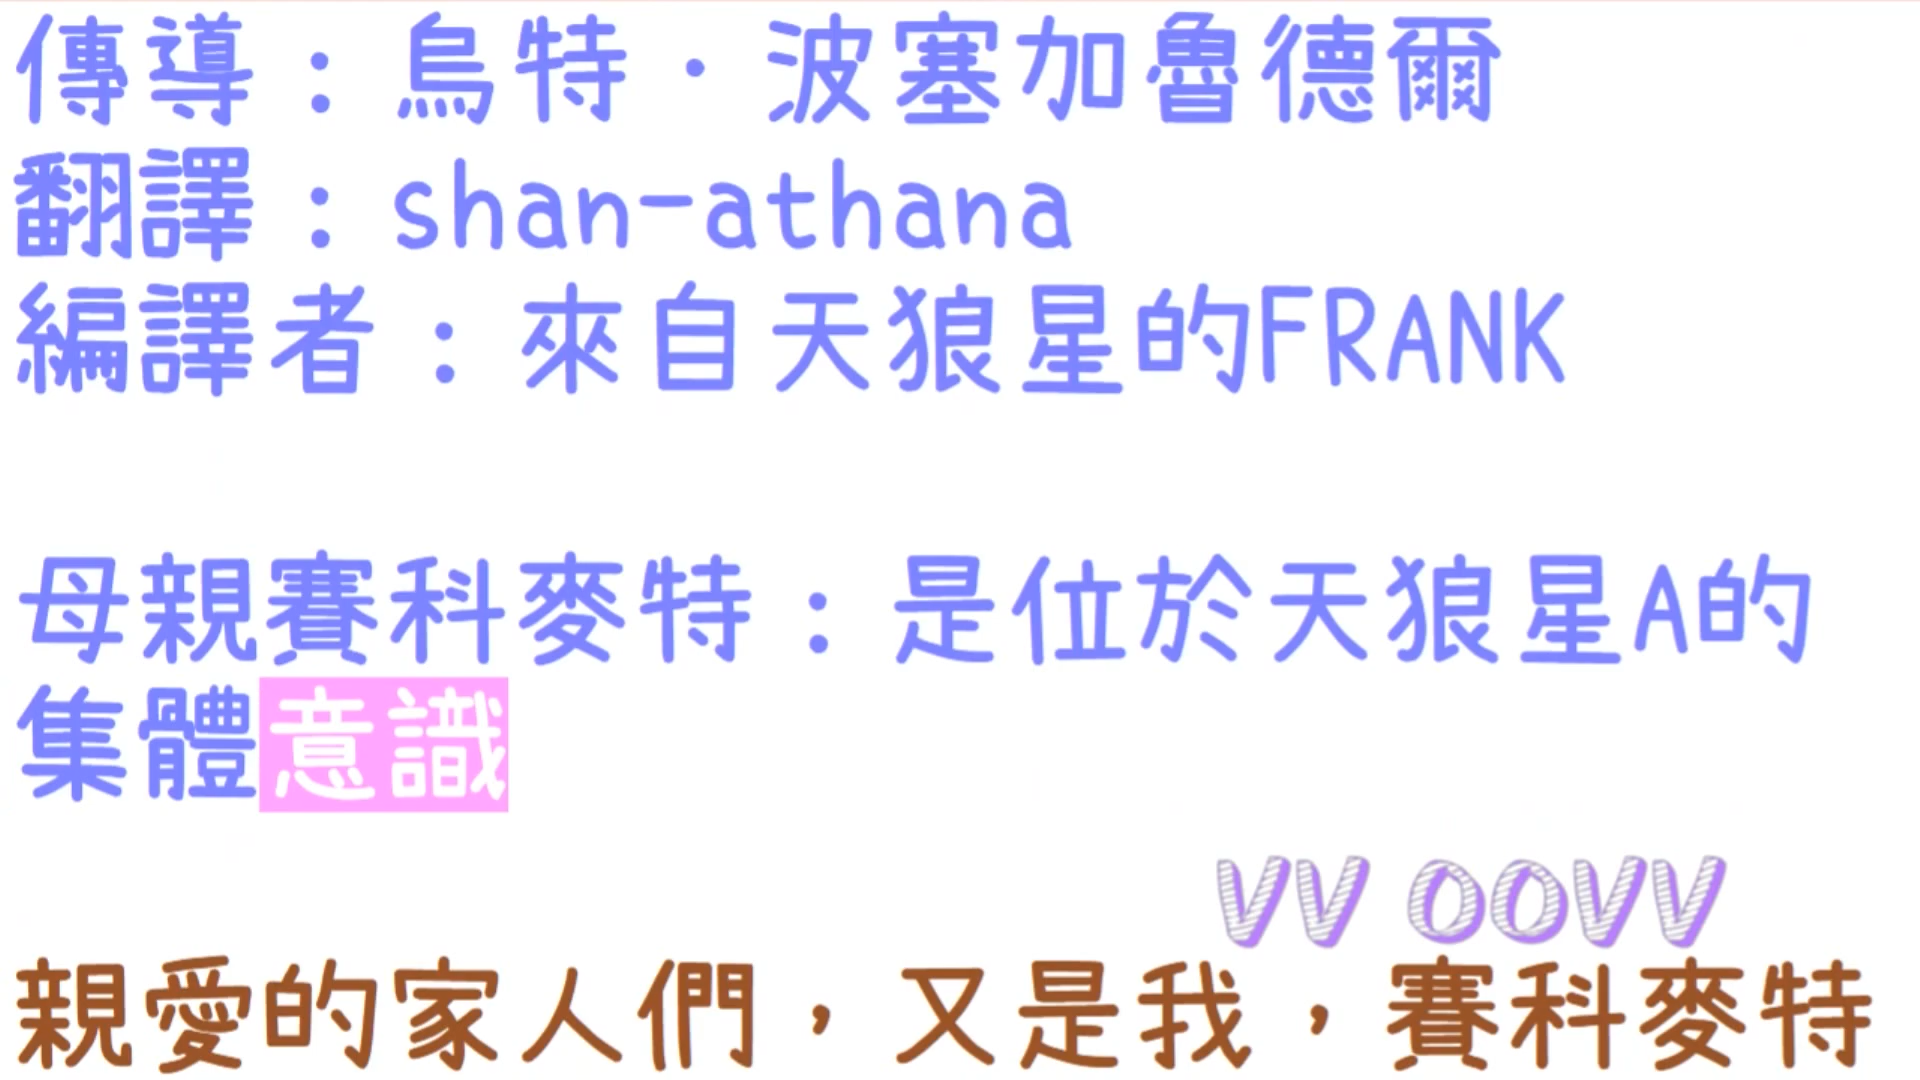 傳導：烏特·波塞加魯德爾
翻譯：shan-athana
編譯者：來自天狼星的FRANK
母親賽科麥特：是位於天狼星A的
集體意識
VV OOVV
親愛的家人們，又是我，賽科麥特